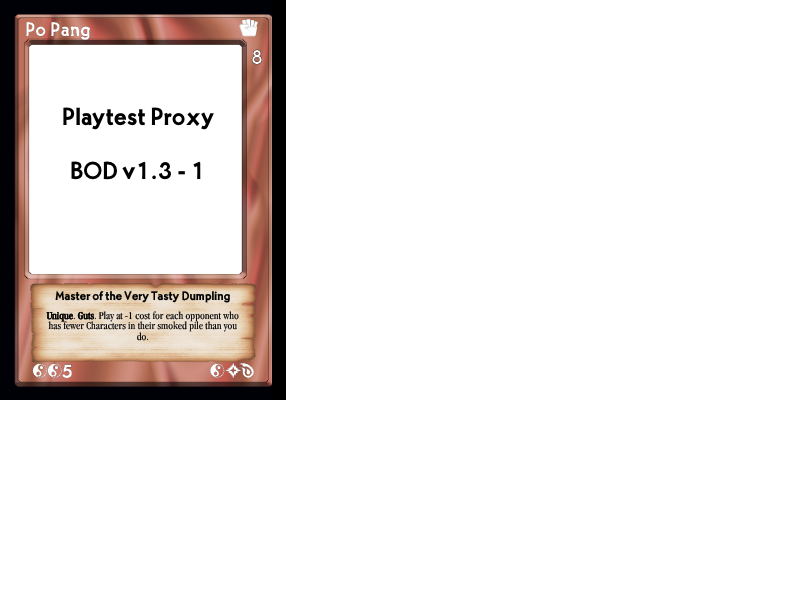 Po Pang
8
Playtest Proxy
BOD v1.3 - 1
Master of the Very Tasty Dumpling
Unique. Guts. Play at -1 cost for each opponent who
has fewer Characters in their smoked pile than you
do.
5